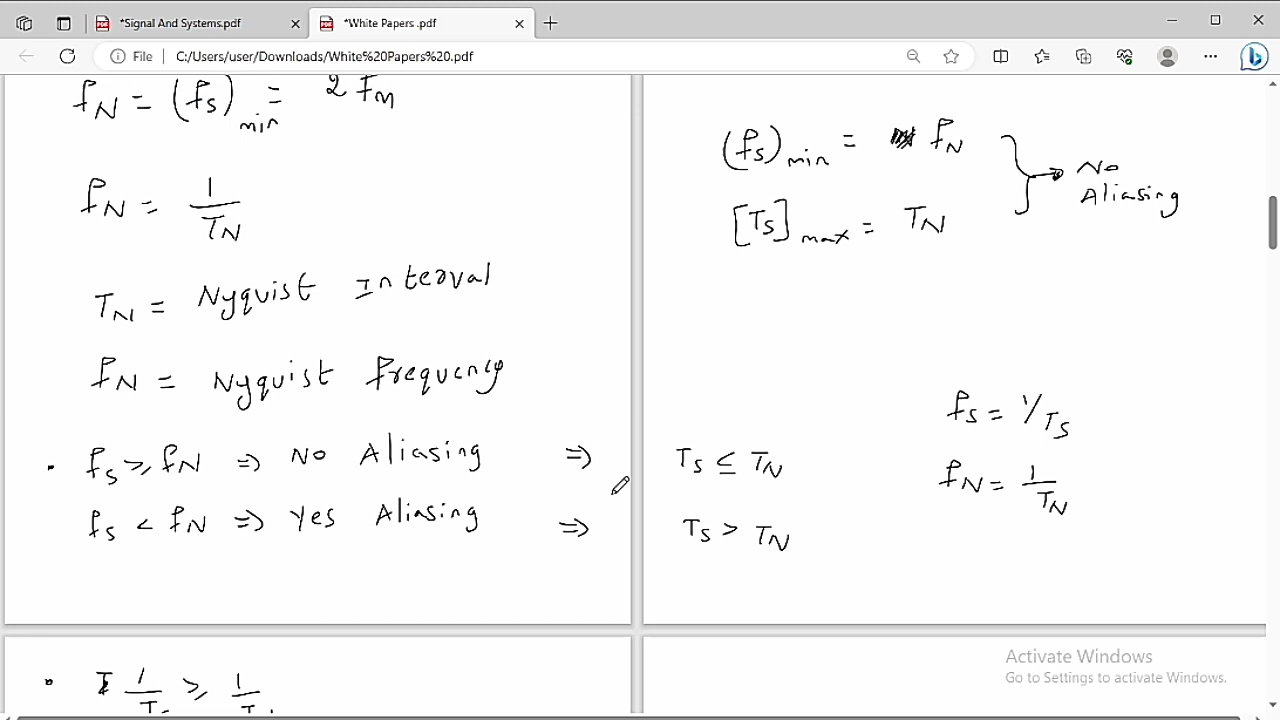 *Signal And Systems.pdf
*White Papers .pdf
File
C:/Users/user/Downloads/White%20Papers%20.pdf
fN = (fs)min = 2 Fm
fN = 1/TN
TN = Nyquist Interval
fN = Nyquist frequency
• fs ≥ fN ⇒ No Aliasing ⇒ Ts ≤ TN
fs < fN ⇒ Yes Aliasing ⇒ Ts > TN
(fs)min = fN
[Ts]max = TN
No
Aliasing
fs = 1/Ts
fN = 1/TN
Activate Windows
Go to Settings to activate Windows.